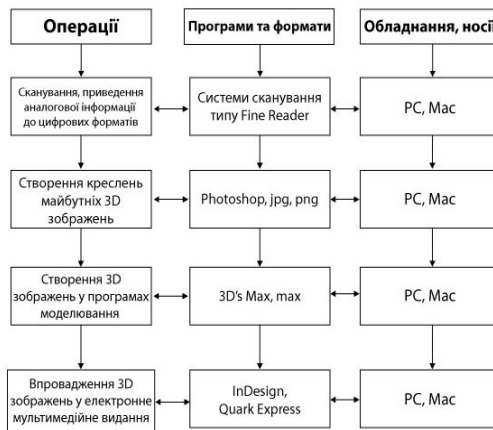 Операції
Програми та формати
Обладнання, носії
Сканування, приведення
аналогової інформації
до цифрових форматів
Системи сканування
типу Fine Reader
PC, Mac
Створення креслень
майбутніх 3D
зображень
Photoshop, jpg, png
PC, Mac
Створення 3D
зображень у програмах
моделювання
3D's Max, max
PC, Mac
Впровадження 3D
зображень у електронне
мультимедійне видання
InDesign,
Quark Express
PC, Mac